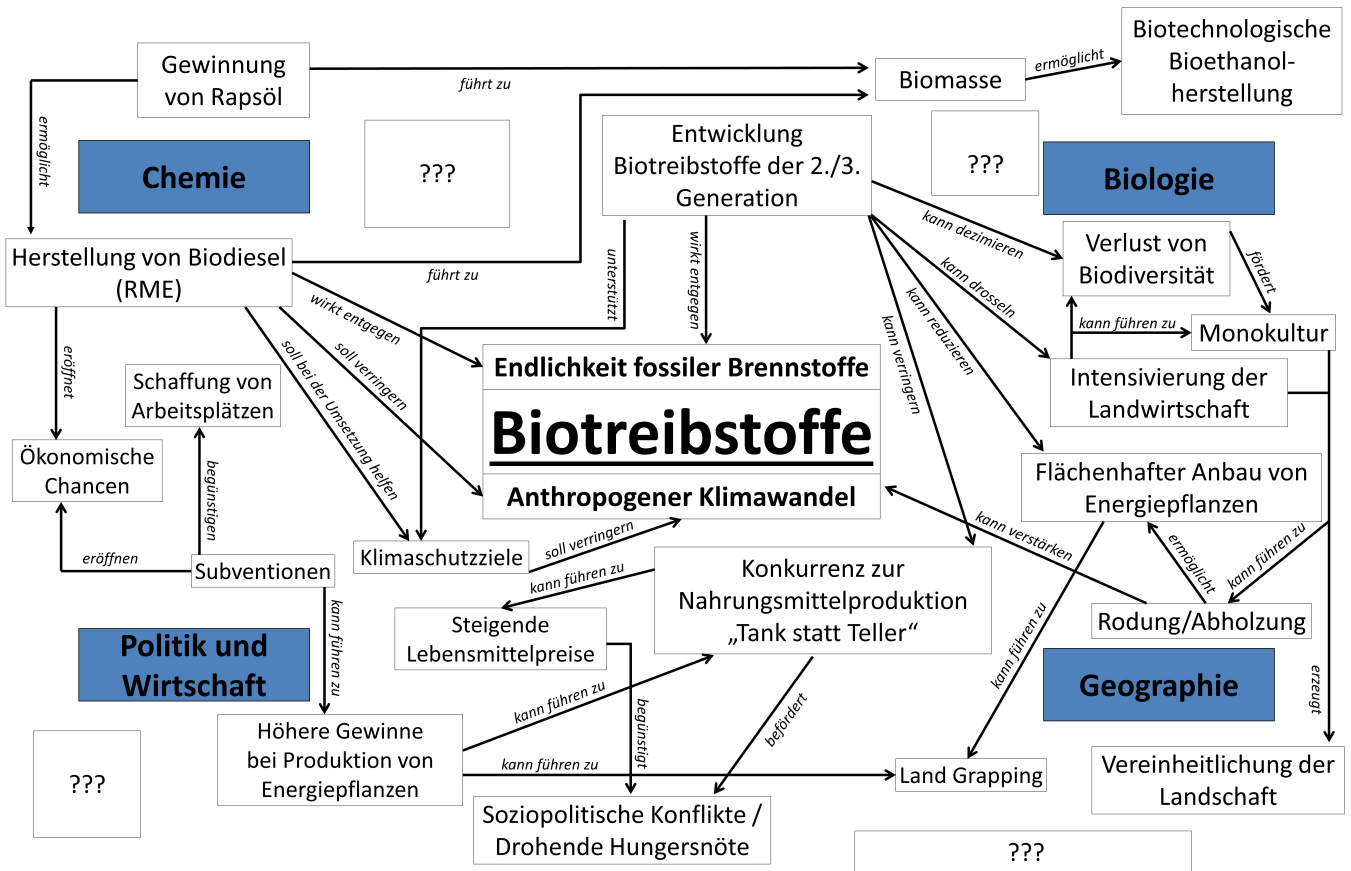 Gewinnung
von Rapsöl
führt zu
Biomasse
ermöglicht
Biotechnologische
Bioethanol-
herstellung
ermöglicht
Chemie
???
Entwicklung
Biotreibstoffe der 2./3.
Generation
???
Biologie
Herstellung von Biodiesel
(RME)
führt zu
unterstützt
wirkt entgegen
kann dezimieren
kann drosseln
kann reduzieren
kann verringern
Verlust von
Biodiversität
fördert
kann führen zu
Monokultur
wirkt entgegen
soll verringern
soll bei der Umsetzung helfen
eröffnet
Schaffung von
Arbeitsplätzen
Endlichkeit fossiler Brennstoffe
Biotreibstoffe
Anthropogener Klimawandel
Intensivierung der
Landwirtschaft
Ökonomische
Chancen
begünstigen
Flächenhafter Anbau von
Energiepflanzen
eröffnen
Subventionen
Klimaschutzziele
soll verringern
kann verstärken
ermöglicht
kann führen zu
kann führen zu
Konkurrenz zur
Nahrungsmittelproduktion
„Tank statt Teller“
Steigende
Lebensmittelpreise
Rodung/Abholzung
kann führen zu
Politik und
Wirtschaft
kann führen zu
Geographie
kann führen zu
begünstigt
befördert
erzeugt
Höhere Gewinne
bei Produktion von
Energiepflanzen
kann führen zu
Land Grapping
Vereinheitlichung der
Landschaft
???
Soziopolitische Konflikte /
Drohende Hungersnöte
???